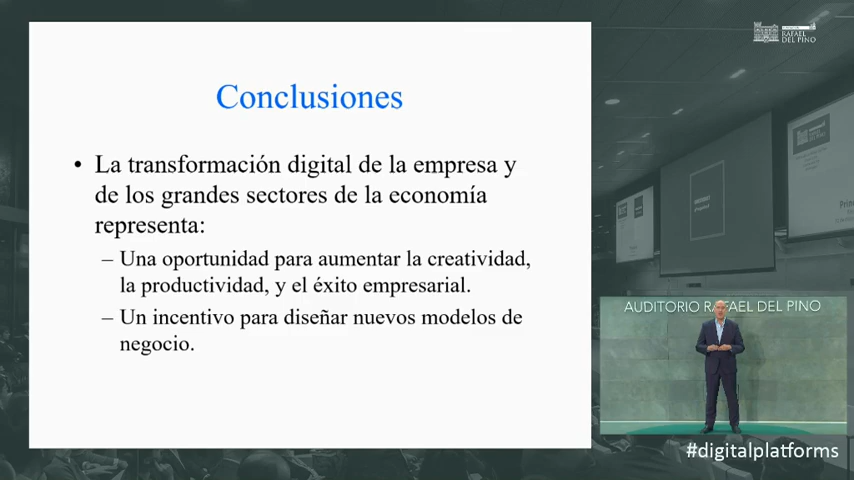 RAFAEL
DEL PINO
Conclusiones
• La transformación digital de la empresa y
de los grandes sectores de la economía
representa:
– Una oportunidad para aumentar la creatividad,
la productividad, y el éxito empresarial.
– Un incentivo para diseñar nuevos modelos de
negocio.
AUDITORIO RAFAEL DEL PINO
#digitalplatforms